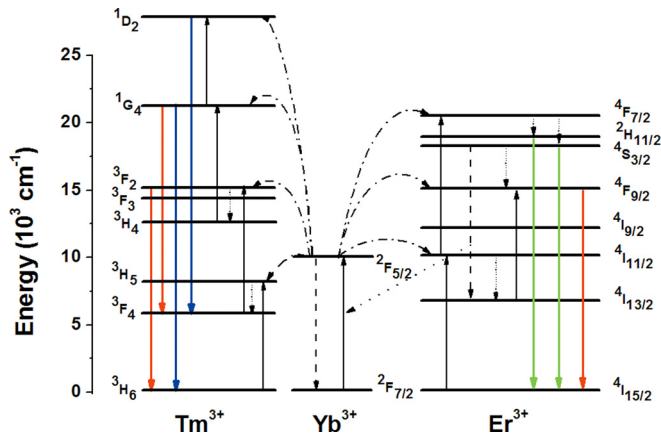 Energy (10³ cm⁻¹)
25
20
15
10
5
0
¹D₂
¹G₄
³F₂
³F₃
³H₄
³H₅
³F₄
³H₆
²F₅/₂
²F₇/₂
⁴F₇/₂
²H₁₁/₂
⁴S₃/₂
⁴F₉/₂
⁴I₉/₂
⁴I₁₁/₂
⁴I₁₃/₂
⁴I₁₅/₂
Tm³⁺ Yb³⁺ Er³⁺